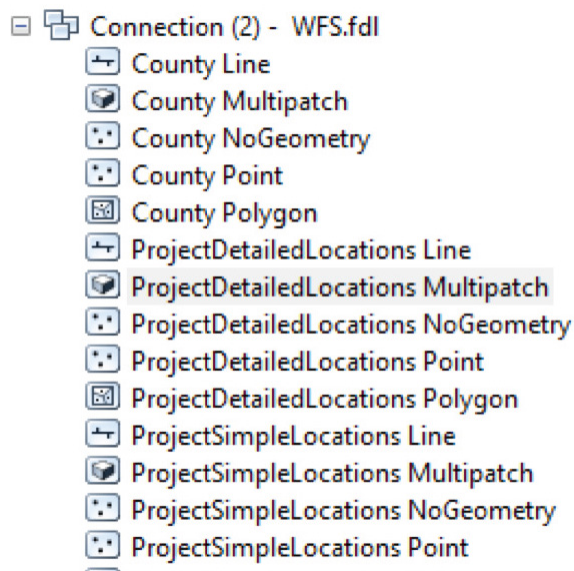 Connection (2) - WFS.fdl
County Line
County Multipatch
County NoGeometry
County Point
County Polygon
ProjectDetailedLocations Line
ProjectDetailedLocations Multipatch
ProjectDetailedLocations NoGeometry
ProjectDetailedLocations Point
ProjectDetailedLocations Polygon
ProjectSimpleLocations Line
ProjectSimpleLocations Multipatch
ProjectSimpleLocations NoGeometry
ProjectSimpleLocations Point